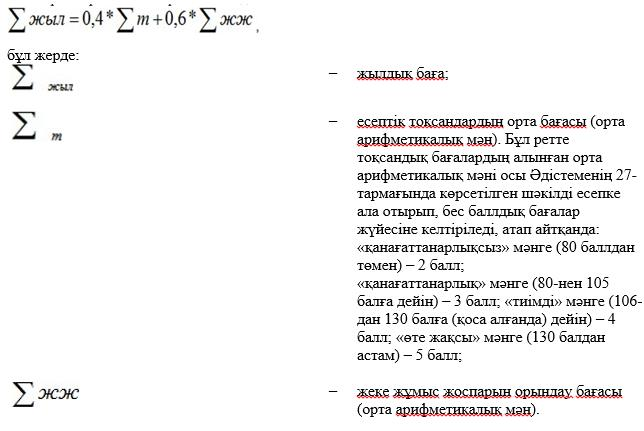 ∑жыл = 0,4*∑т + 0,6*∑жж ,
бұл жерде:
∑ жыл – жылдық баға;
∑ т – есептік тоқсандардың орта бағасы (орта
арифметикалық мән). Бұл ретте
тоқсандық бағалардың алынған орта
арифметикалық мәні осы Әдістеменің 27-
тармағында көрсетілген шәкілді есепке
ала отырып, бес баллдық бағалар
жүйесіне келтіріледі, атап айтқанда:
«қанағаттанарлықсыз» мәнге (80 баллдан
төмен) – 2 балл;
«қанағаттанарлық» мәнге (80-нен 105
балға дейін) – 3 балл; «тиімді» мәнге (106-
дан 130 балға (қоса алғанда) дейін) – 4
балл; «өте жақсы» мәнге (130 балдан
астам) – 5 балл;
∑ жж – жеке жұмыс жоспарын орындау бағасы
(орта арифметикалық мән).